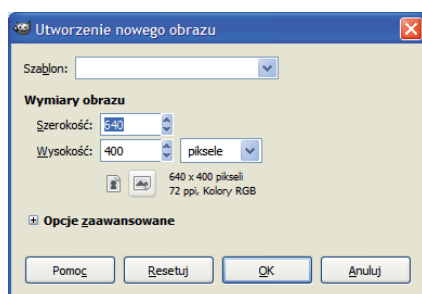 Utworzenie nowego obrazu
Szablon:
Wymiary obrazu
Szerokość: 640
Wysokość: 400 piksele
640 x 400 pikseli
72 ppi, Kolory RGB
Opcje zaawansowane
Pomoc Resetuj OK Anuluj